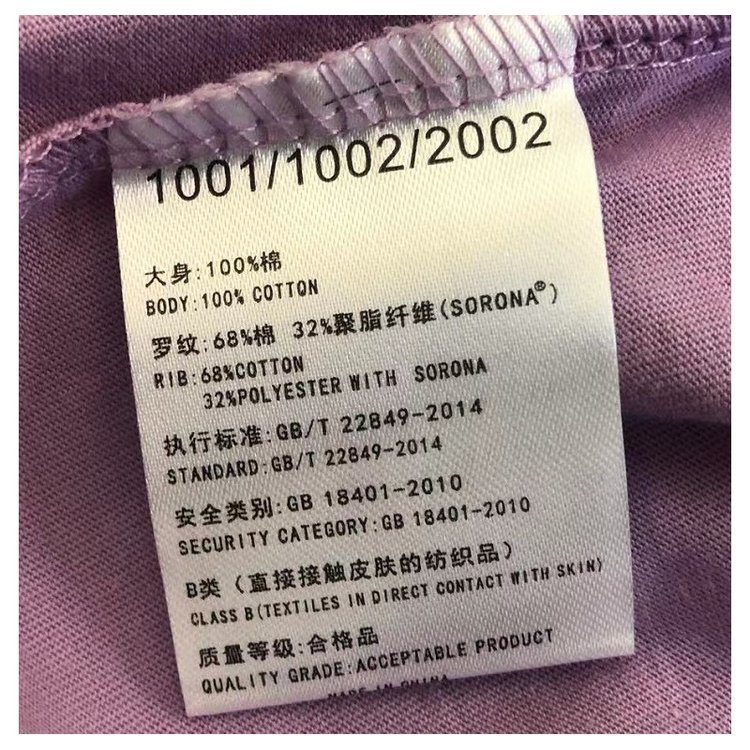 1001/1002/2002
大身:100%棉
BODY:100% COTTON
罗纹:68%棉 32%聚脂纤维(SORONA®)
RIB:68%COTTON
32%POLYESTER WITH SORONA
执行标准:GB/T 22849-2014
STANDARD:GB/T 22849-2014
安全类别:GB 18401-2010
SECURITY CATEGORY:GB 18401-2010
B类（直接接触皮肤的纺织品）
CLASS B(TEXTILES IN DIRECT CONTACT WITH SKIN)
质量等级:合格品
QUALITY GRADE:ACCEPTABLE PRODUCT
MADE IN CHINA